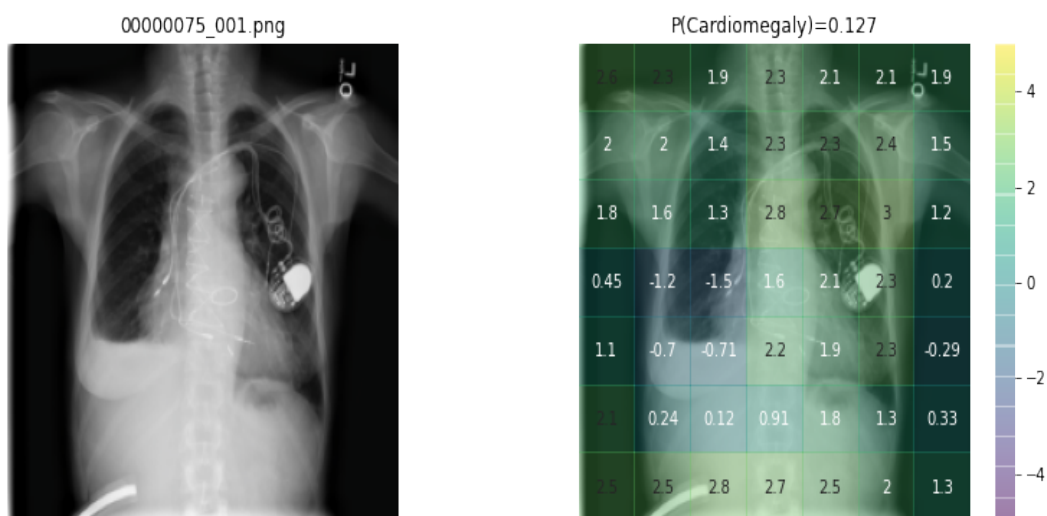 00000075_001.png
P(Cardiomegaly)=0.127
2.6 2.3 1.9 2.3 2.1 2.1 1.9
2 2 1.4 2.3 2.3 2.4 1.5
1.8 1.6 1.3 2.8 2.7 3 1.2
0.45 -1.2 -1.5 1.6 2.1 2.3 0.2
1.1 -0.7 -0.71 2.2 1.9 2.3 -0.29
2.1 0.24 0.12 0.91 1.8 1.3 0.33
2.5 2.5 2.8 2.7 2.5 2 1.3
4
2
0
−2
−4